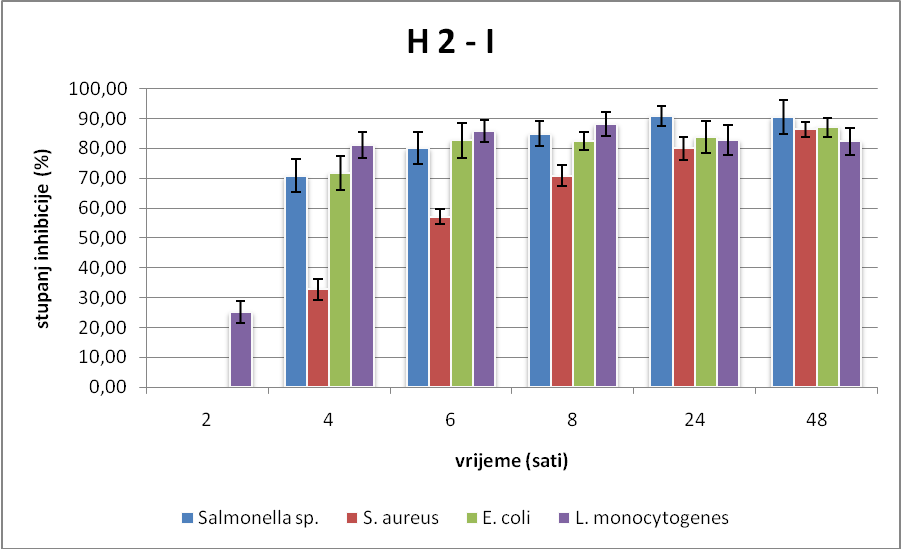 H 2 - I
100,00
90,00
80,00
70,00
60,00
50,00
40,00
30,00
20,00
10,00
0,00
stupanj inhibicije (%)
2 4 6 8 24 48
vrijeme (sati)
Salmonella sp. S. aureus E. coli L. monocytogenes